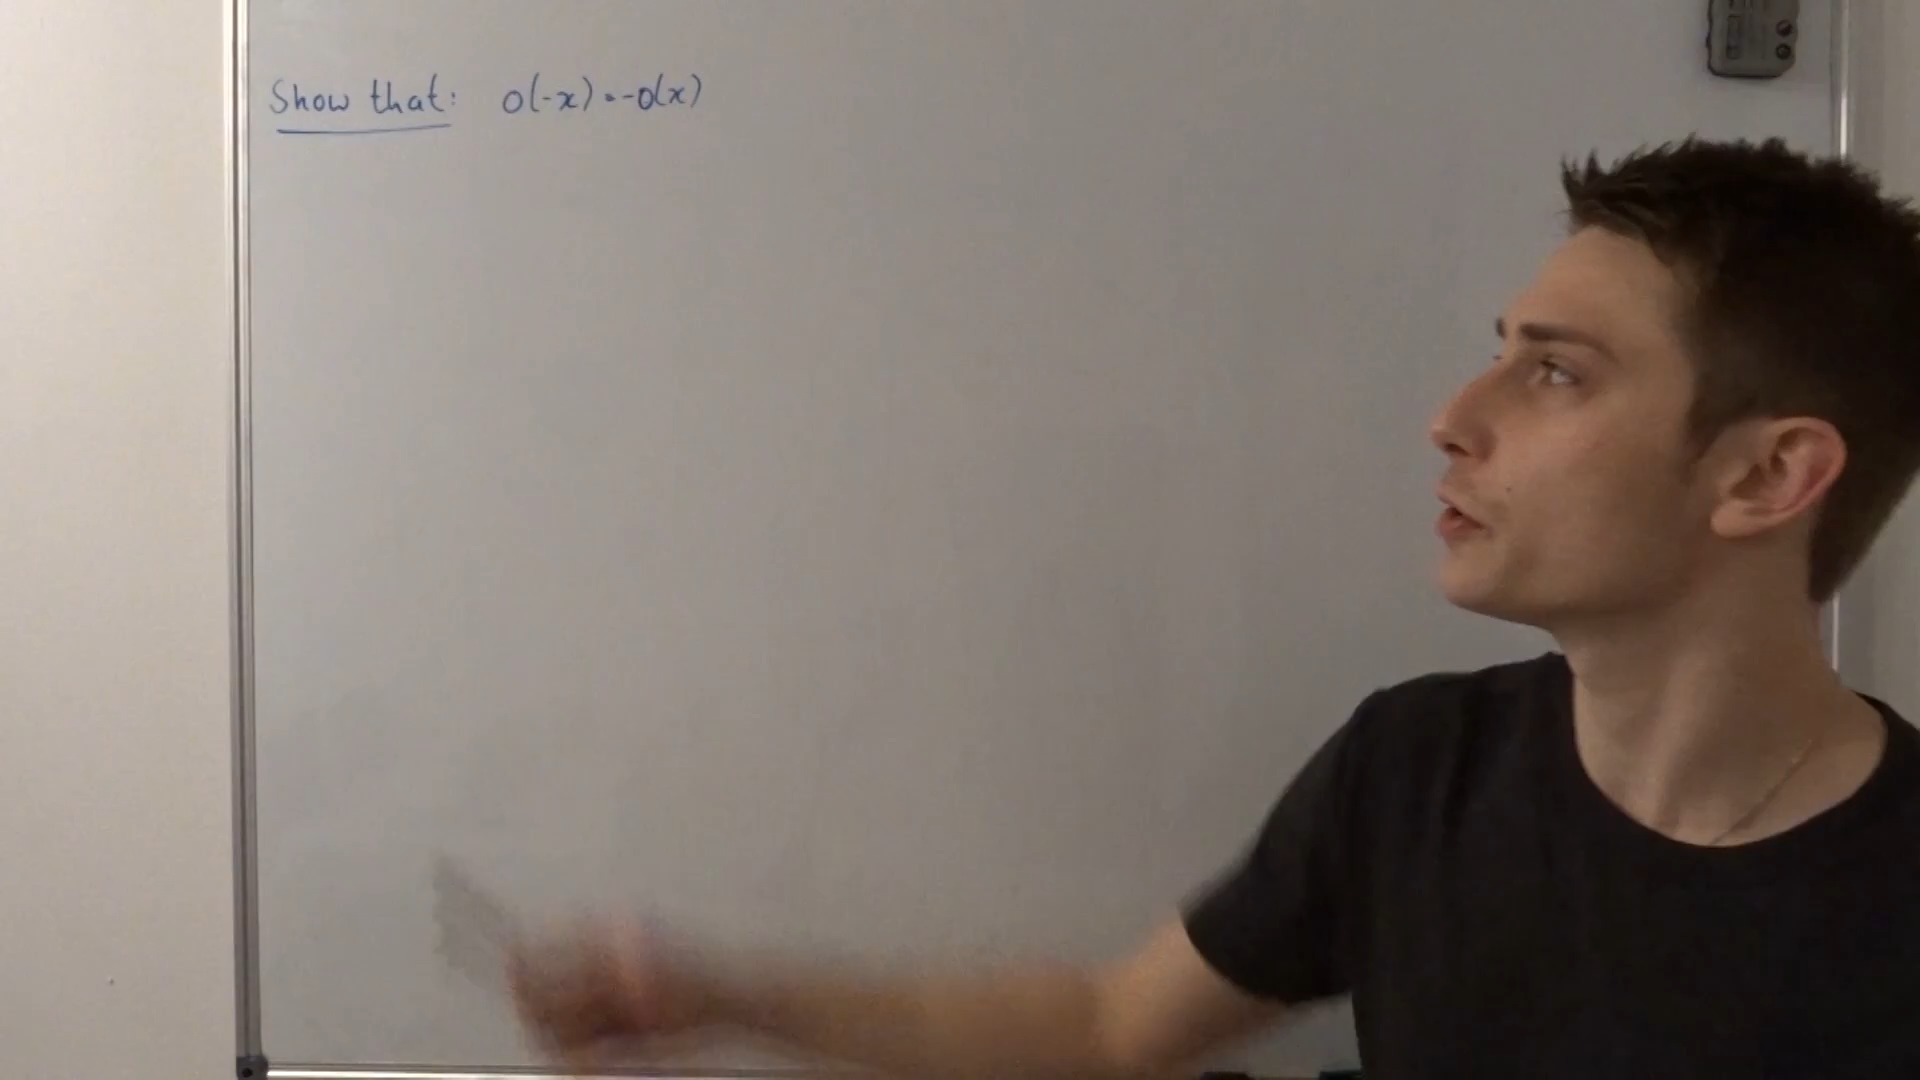 Show that: o(-x) = -o(x)